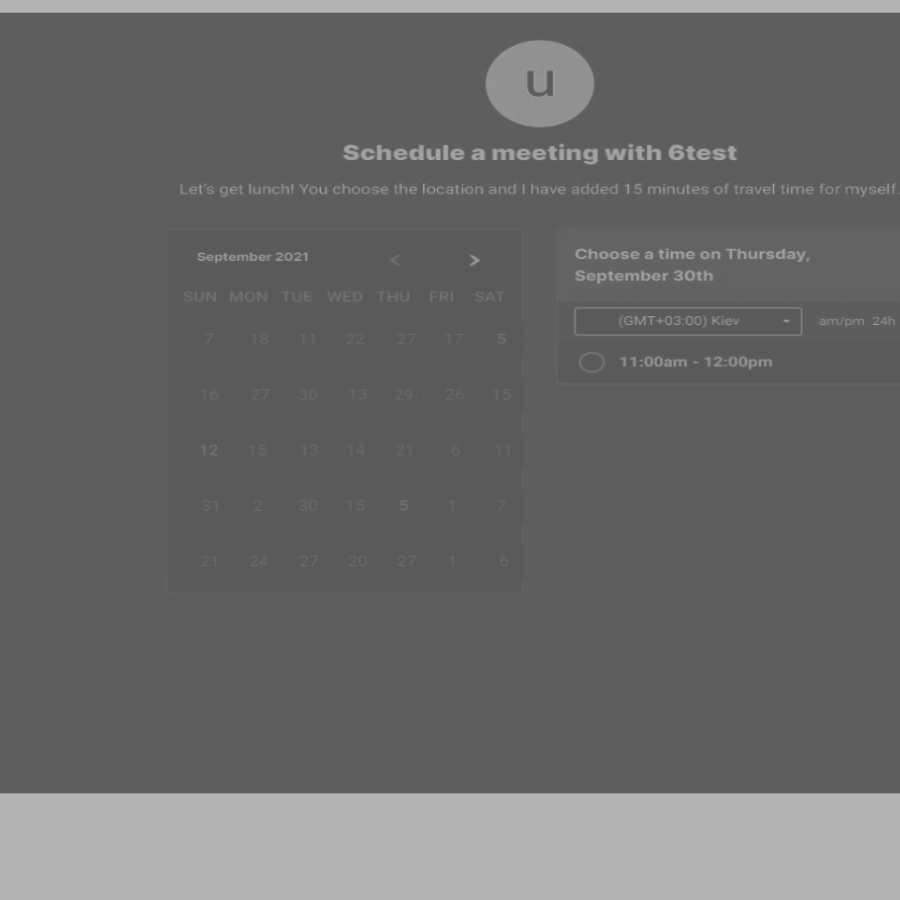 u
Schedule a meeting with 6test
Let's get lunch! You choose the location and I have added 15 minutes of travel time for myself.
September 2021 < >
SUN MON TUE WED THU FRI SAT
7 18 11 22 27 17 5
16 27 30 13 29 26 15
12 15 13 14 21 6 11
31 2 30 15 5 1 7
21 24 27 20 27 1 6
Choose a time on Thursday,
September 30th
(GMT+03:00) Kiev am/pm 24h
11:00am - 12:00pm